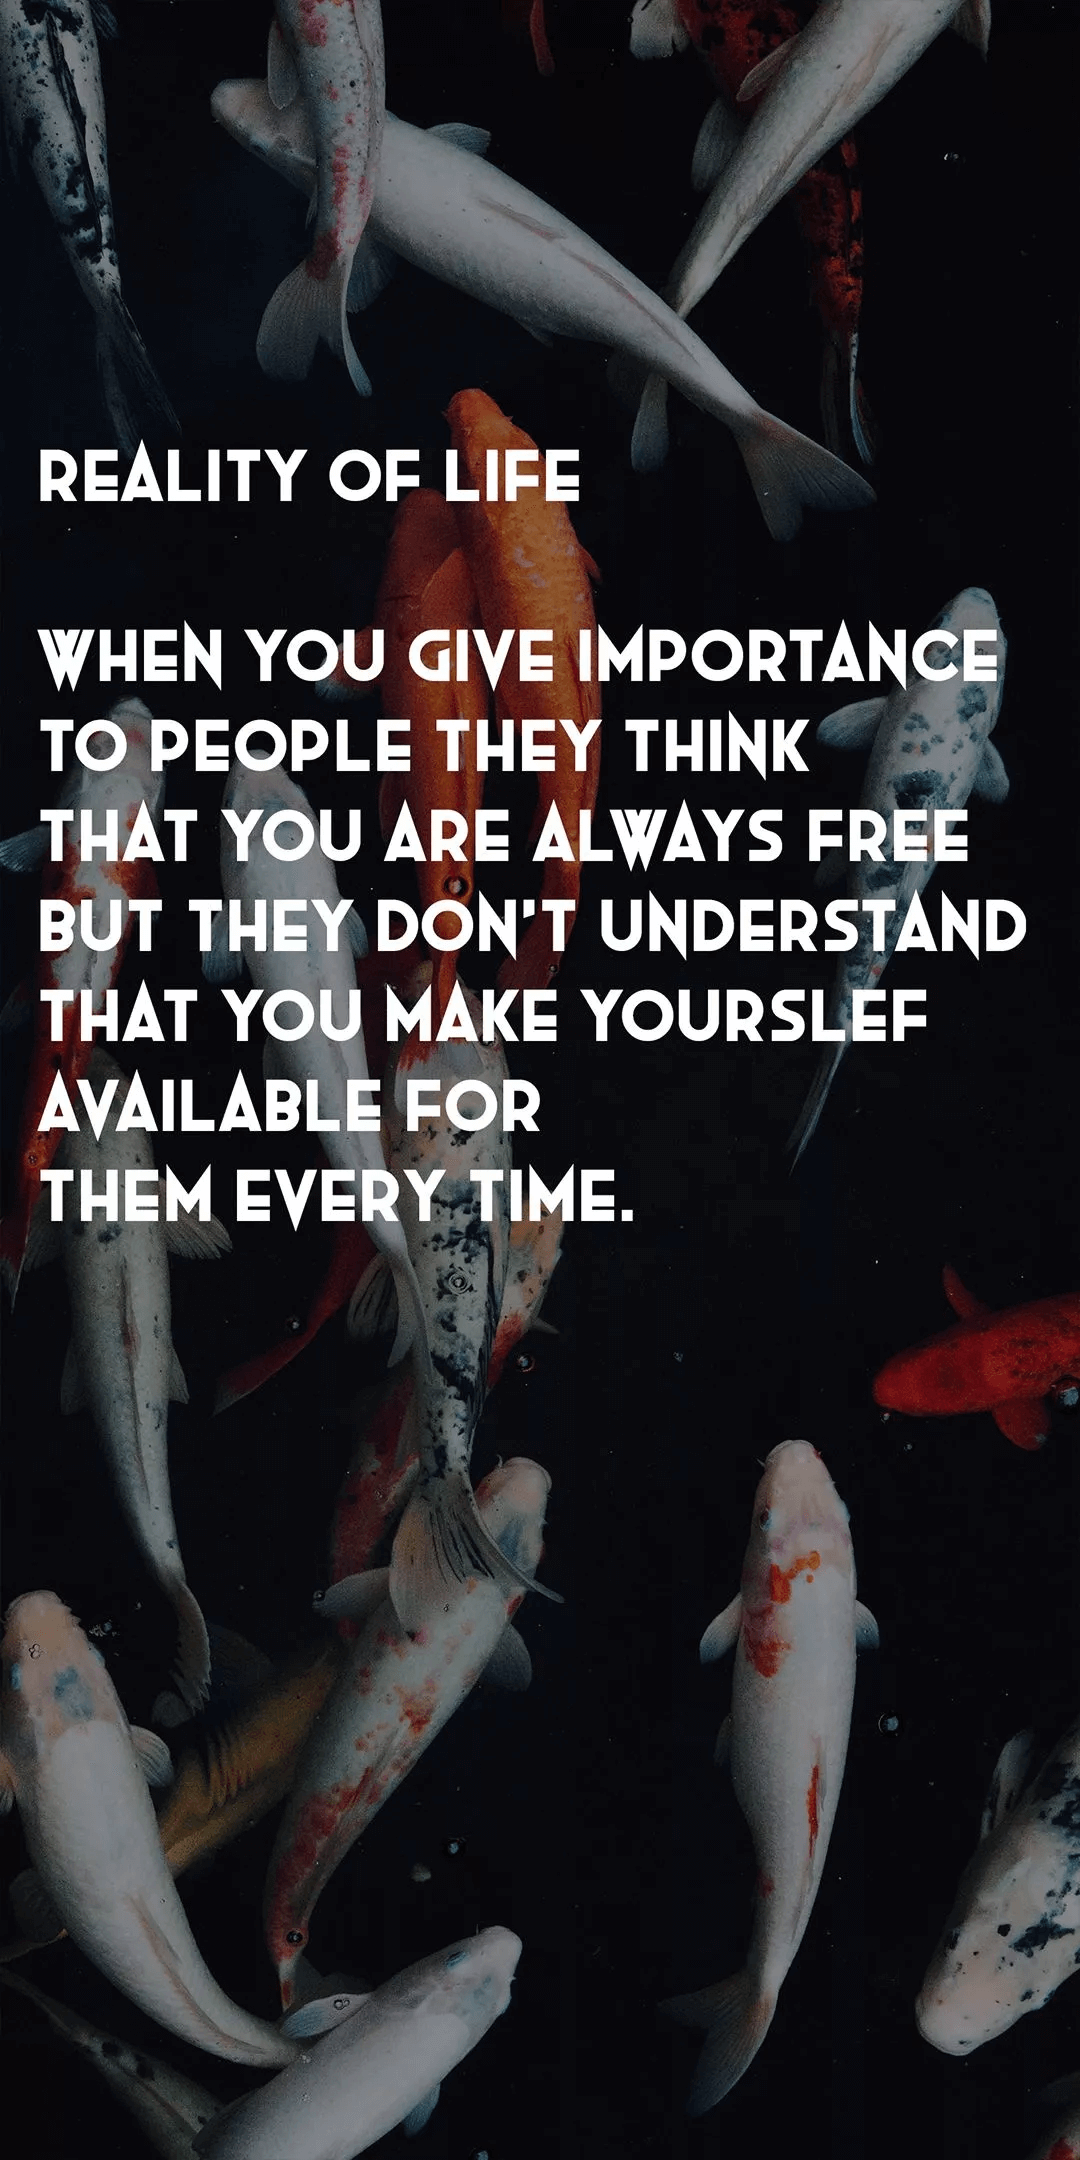 REALITY OF LIFE
WHEN YOU GIVE IMPORTANCE
TO PEOPLE THEY THINK
THAT YOU ARE ALWAYS FREE
BUT THEY DON'T UNDERSTAND
THAT YOU MAKE YOURSLEF
AVAILABLE FOR
THEM EVERY TIME.